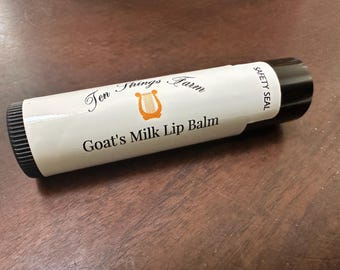 Ten Things Farm
Goat's Milk Lip Balm
SAFETY SEAL